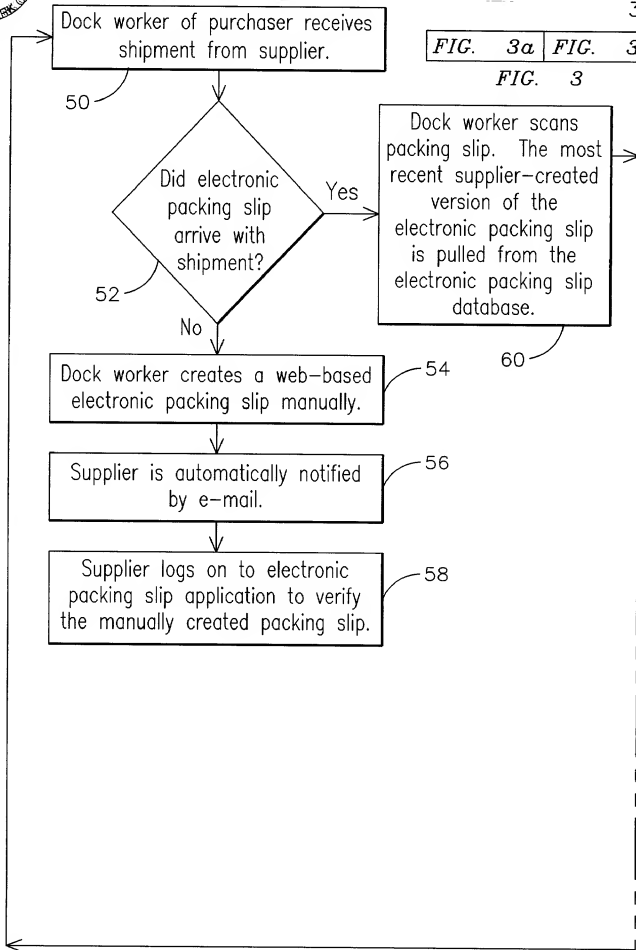 Dock worker of purchaser receives
shipment from supplier.
50
FIG. 3a FIG. 3
FIG. 3
Did electronic
packing slip
arrive with
shipment?
52
Yes
No
Dock worker scans
packing slip. The most
recent supplier-created
version of the
electronic packing slip
is pulled from the
electronic packing slip
database.
60
Dock worker creates a web-based
electronic packing slip manually.
54
Supplier is automatically notified
by e-mail.
56
Supplier logs on to electronic
packing slip application to verify
the manually created packing slip.
58